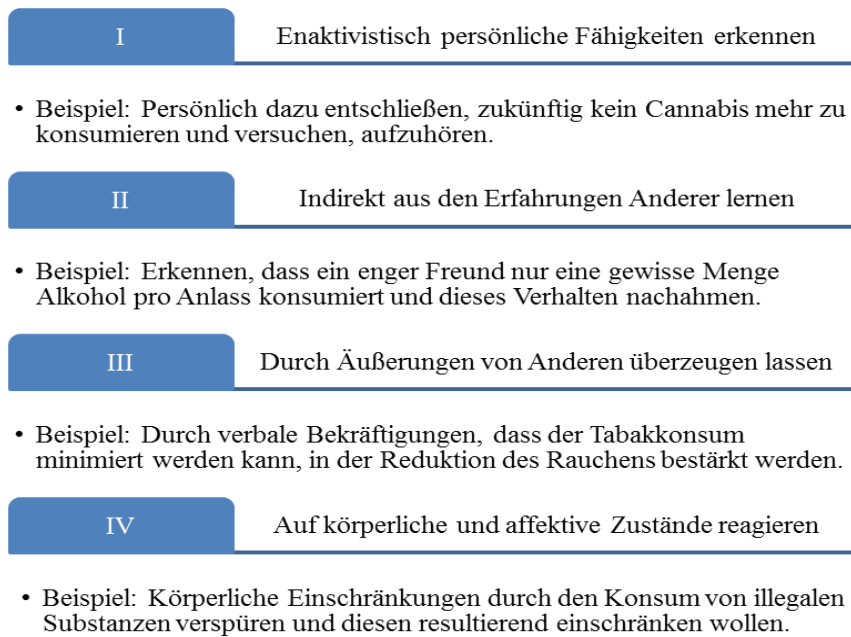 I Enaktivistisch persönliche Fähigkeiten erkennen
• Beispiel: Persönlich dazu entschließen, zukünftig kein Cannabis mehr zu
konsumieren und versuchen, aufzuhören.
II Indirekt aus den Erfahrungen Anderer lernen
• Beispiel: Erkennen, dass ein enger Freund nur eine gewisse Menge
Alkohol pro Anlass konsumiert und dieses Verhalten nachahmen.
III Durch Äußerungen von Anderen überzeugen lassen
• Beispiel: Durch verbale Bekräftigungen, dass der Tabakkonsum
minimiert werden kann, in der Reduktion des Rauchens bestärkt werden.
IV Auf körperliche und affektive Zustände reagieren
• Beispiel: Körperliche Einschränkungen durch den Konsum von illegalen
Substanzen verspüren und diesen resultierend einschränken wollen.